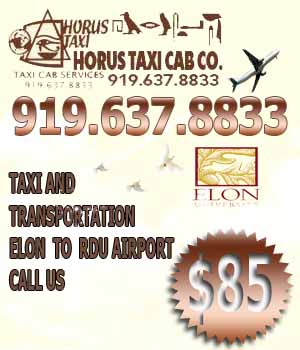 HORUS
TAXI
TAXI CAB SERVICES
919.637.8833
HORUS TAXI CAB CO.
919.637.8833
919.637.8833
TAXI AND
TRANSPORTATION
ELON TO RDU AIRPORT
CALL US
ELON
UNIVERSITY
$85